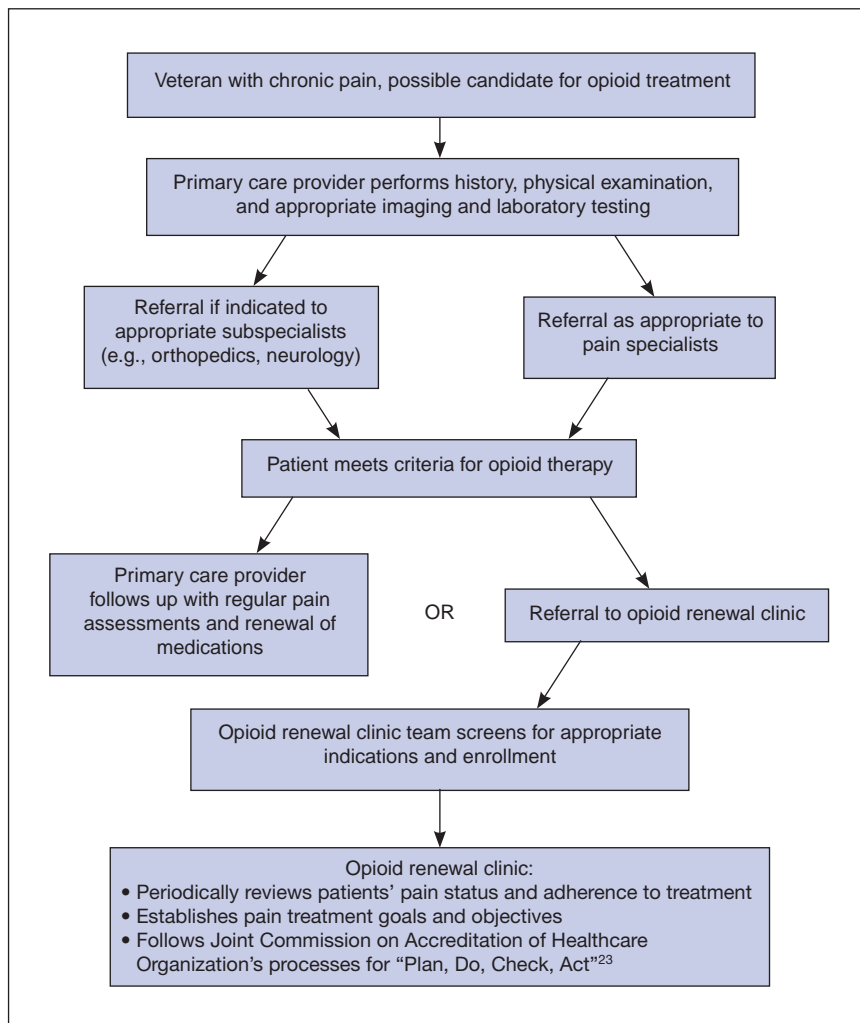 Veteran with chronic pain, possible candidate for opioid treatment
Primary care provider performs history, physical examination,
and appropriate imaging and laboratory testing
Referral if indicated to
appropriate subspecialists
(e.g., orthopedics, neurology)
Referral as appropriate to
pain specialists
Patient meets criteria for opioid therapy
Primary care provider
follows up with regular pain
assessments and renewal of
medications
OR
Referral to opioid renewal clinic
Opioid renewal clinic team screens for appropriate
indications and enrollment
Opioid renewal clinic:
• Periodically reviews patients’ pain status and adherence to treatment
• Establishes pain treatment goals and objectives
• Follows Joint Commission on Accreditation of Healthcare
Organization’s processes for “Plan, Do, Check, Act”23